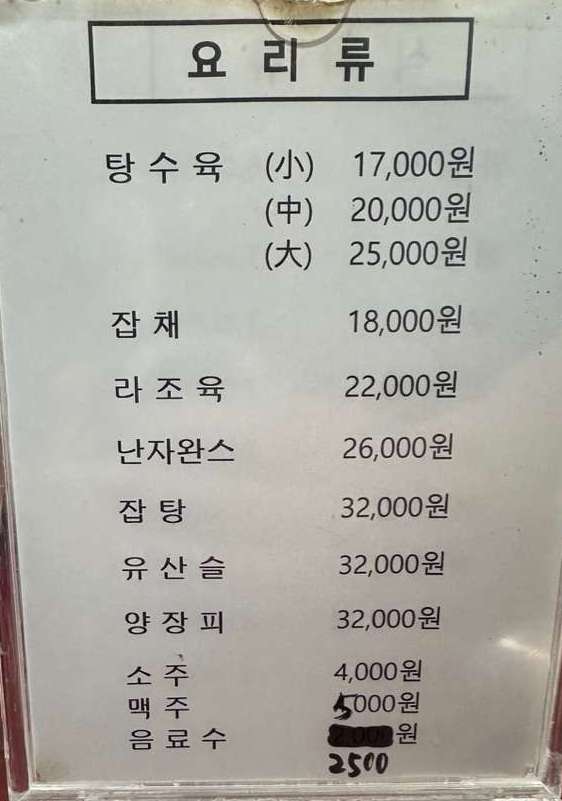 요 리 류
탕 수 육 (小) 17,000원
(中) 20,000원
(大) 25,000원
잡 채 18,000원
라 조 육 22,000원
난자완스 26,000원
잡 탕 32,000원
유 산 슬 32,000원
양 장 피 32,000원
소 주 4,000원
맥 주 5,000원
음 료 수 원
2500